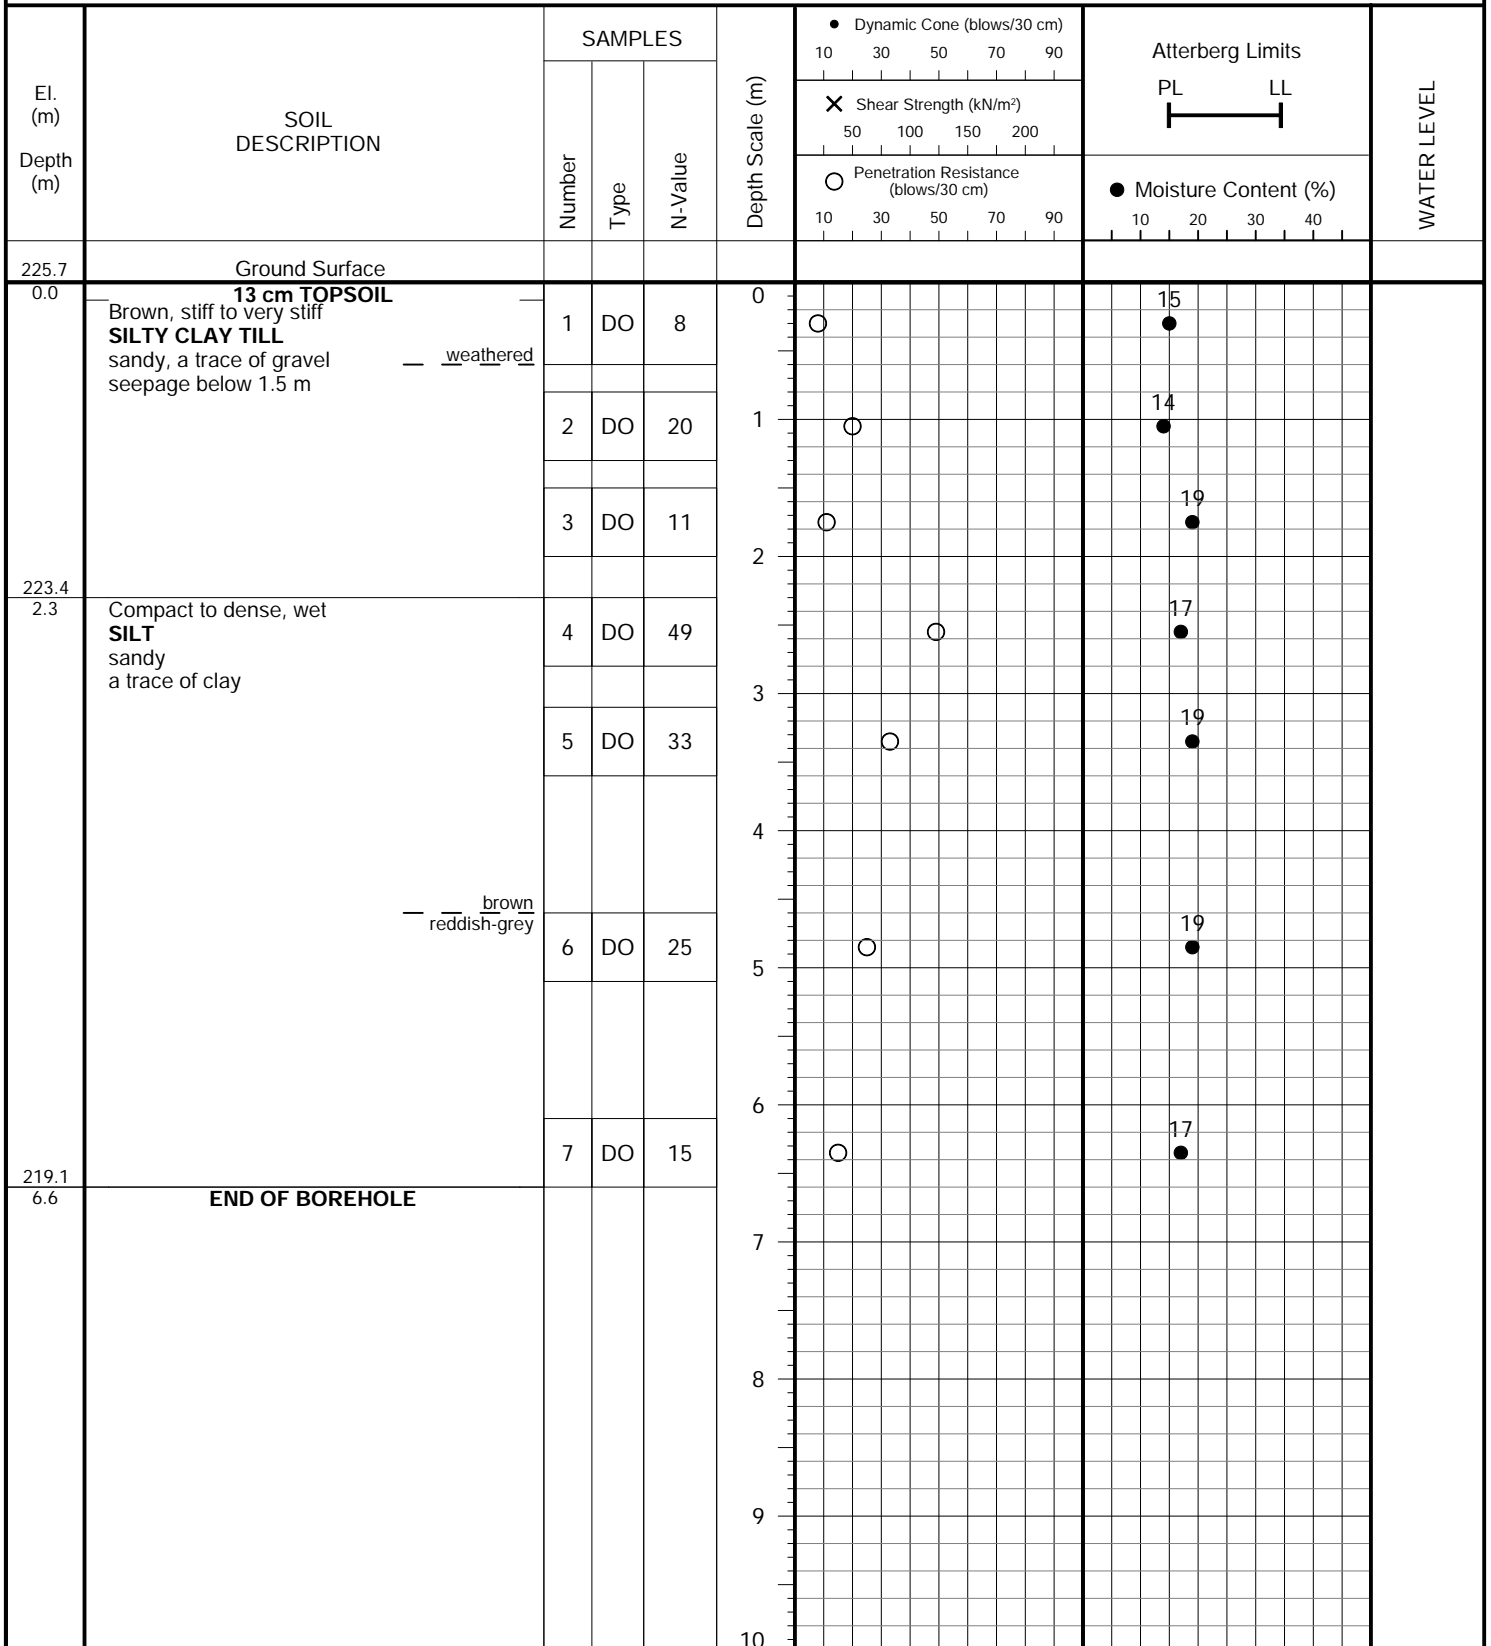 El.
(m)
Depth
(m)
SOIL
DESCRIPTION
SAMPLES
Number
Type
N-Value
Depth Scale (m)
● Dynamic Cone (blows/30 cm)
10 30 50 70 90
✕ Shear Strength (kN/m²)
50 100 150 200
○ Penetration Resistance
(blows/30 cm)
10 30 50 70 90
Atterberg Limits
PL LL
● Moisture Content (%)
10 20 30 40
WATER LEVEL
225.7 Ground Surface
0.0 13 cm TOPSOIL 0
Brown, stiff to very stiff
SILTY CLAY TILL
sandy, a trace of gravel
seepage below 1.5 m
weathered
1 DO 8 15
2 DO 20 1 14
3 DO 11 19
2
223.4
2.3 Compact to dense, wet
SILT
sandy
a trace of clay
4 DO 49 17
3
5 DO 33 19
4
brown
reddish-grey
6 DO 25 19
5
6
7 DO 15 17
219.1
6.6 END OF BOREHOLE
7
8
9
10